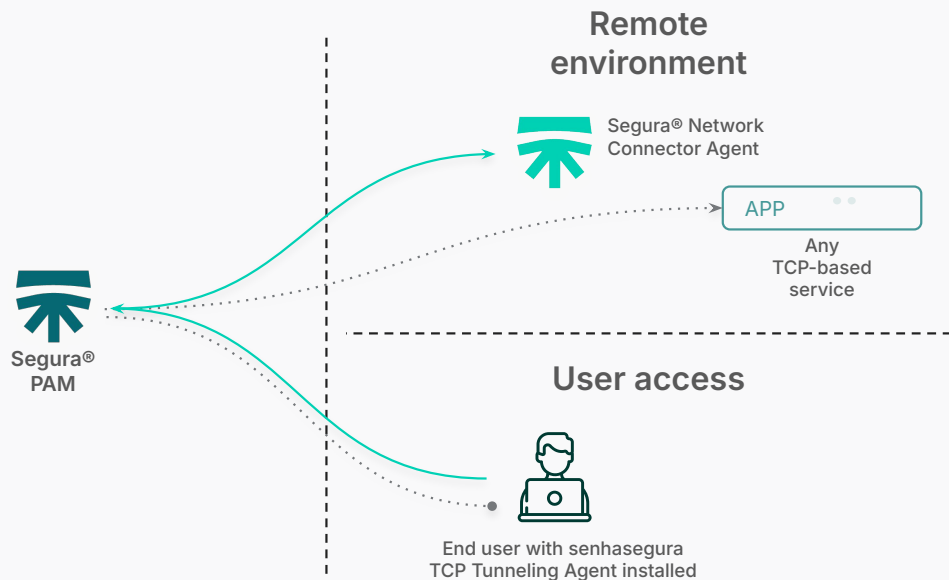 Remote
environment
Segura® Network
Connector Agent
APP
Any
TCP-based
service
Segura®
PAM
User access
End user with senhasegura
TCP Tunneling Agent installed